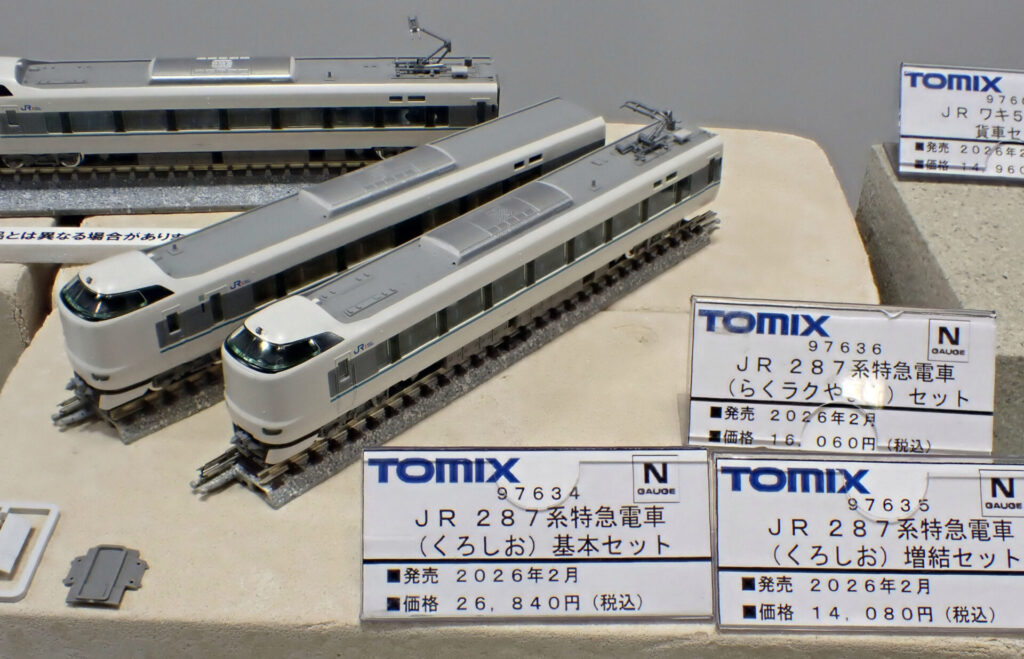 JR
JR
JR
品とは異なる場合があります
TOMIX
JR ワキ5
貨車セ
■発売 2026年2
■価格 14,960
TOMIX
N
GAUGE
97636
JR 287系特急電車
(らくラクや) セット
■発売 2026年2月
■価格 16,060円 (税込)
TOMIX
N
GAUGE
97634
JR 287系特急電車
(くろしお) 基本セット
■発売 2026年2月
■価格 26,840円 (税込)
TOMIX
N
GAUGE
97635
JR 287系特急電車
(くろしお) 増結セット
■発売 2026年2月
■価格 14,080円 (税込)